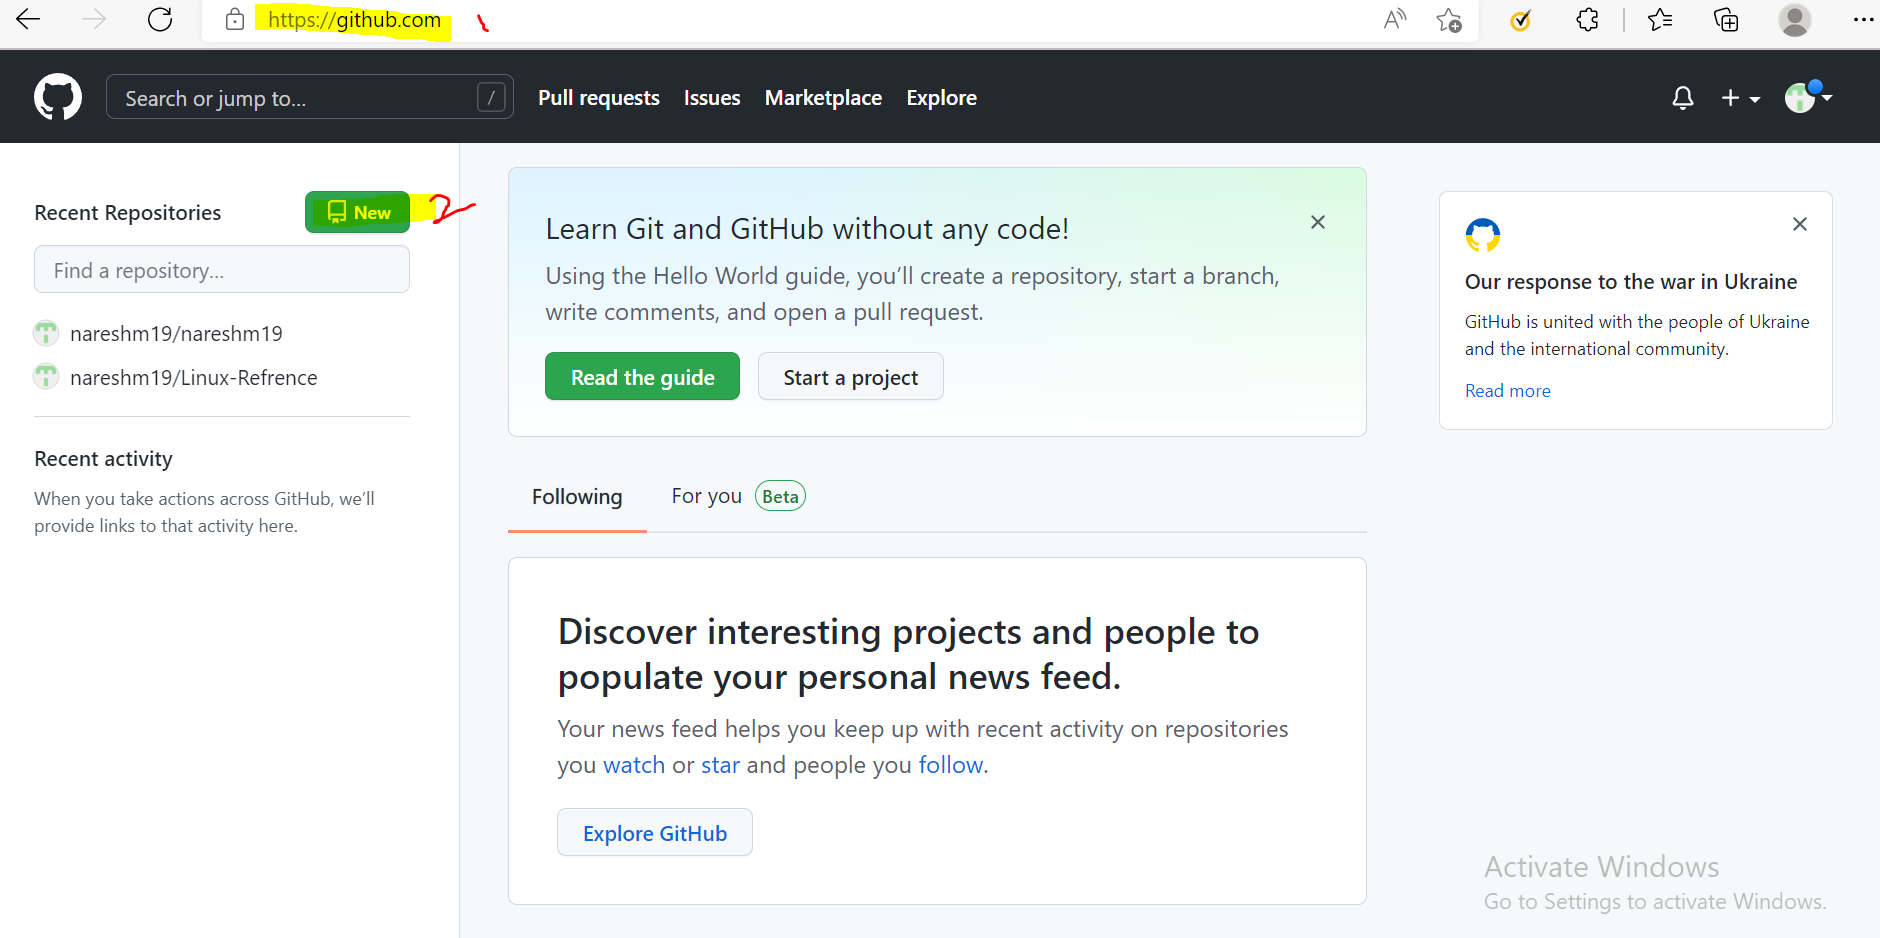 https://github.com
Search or jump to... /
Pull requests Issues Marketplace Explore
Recent Repositories
New
2
Find a repository...
nareshm19/nareshm19
nareshm19/Linux-Refrence
Recent activity
When you take actions across GitHub, we’ll
provide links to that activity here.
Learn Git and GitHub without any code!
Using the Hello World guide, you’ll create a repository, start a branch,
write comments, and open a pull request.
Read the guide
Start a project
Following
For you Beta
Discover interesting projects and people to
populate your personal news feed.
Your news feed helps you keep up with recent activity on repositories
you watch or star and people you follow.
Explore GitHub
Our response to the war in Ukraine
GitHub is united with the people of Ukraine
and the international community.
Read more
Activate Windows
Go to Settings to activate Windows.